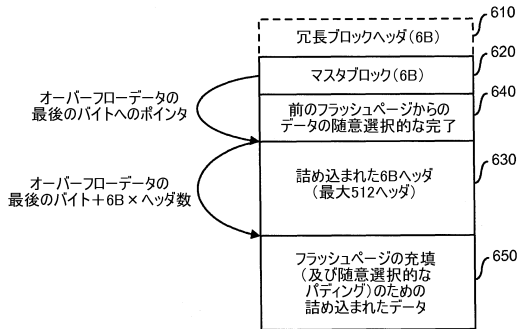 冗長ブロックヘッダ(6B)
610
マスタブロック(6B)
620
オーバーフローデータの
最後のバイトへのポインタ
前のフラッシュページからの
データの随意選択的な完了
640
オーバーフローデータの
最後のバイト+6B×ヘッダ数
詰め込まれた6Bヘッダ
(最大512ヘッダ)
630
フラッシュページの充填
(及び随意選択的な
パディング)のための
詰め込まれたデータ
650